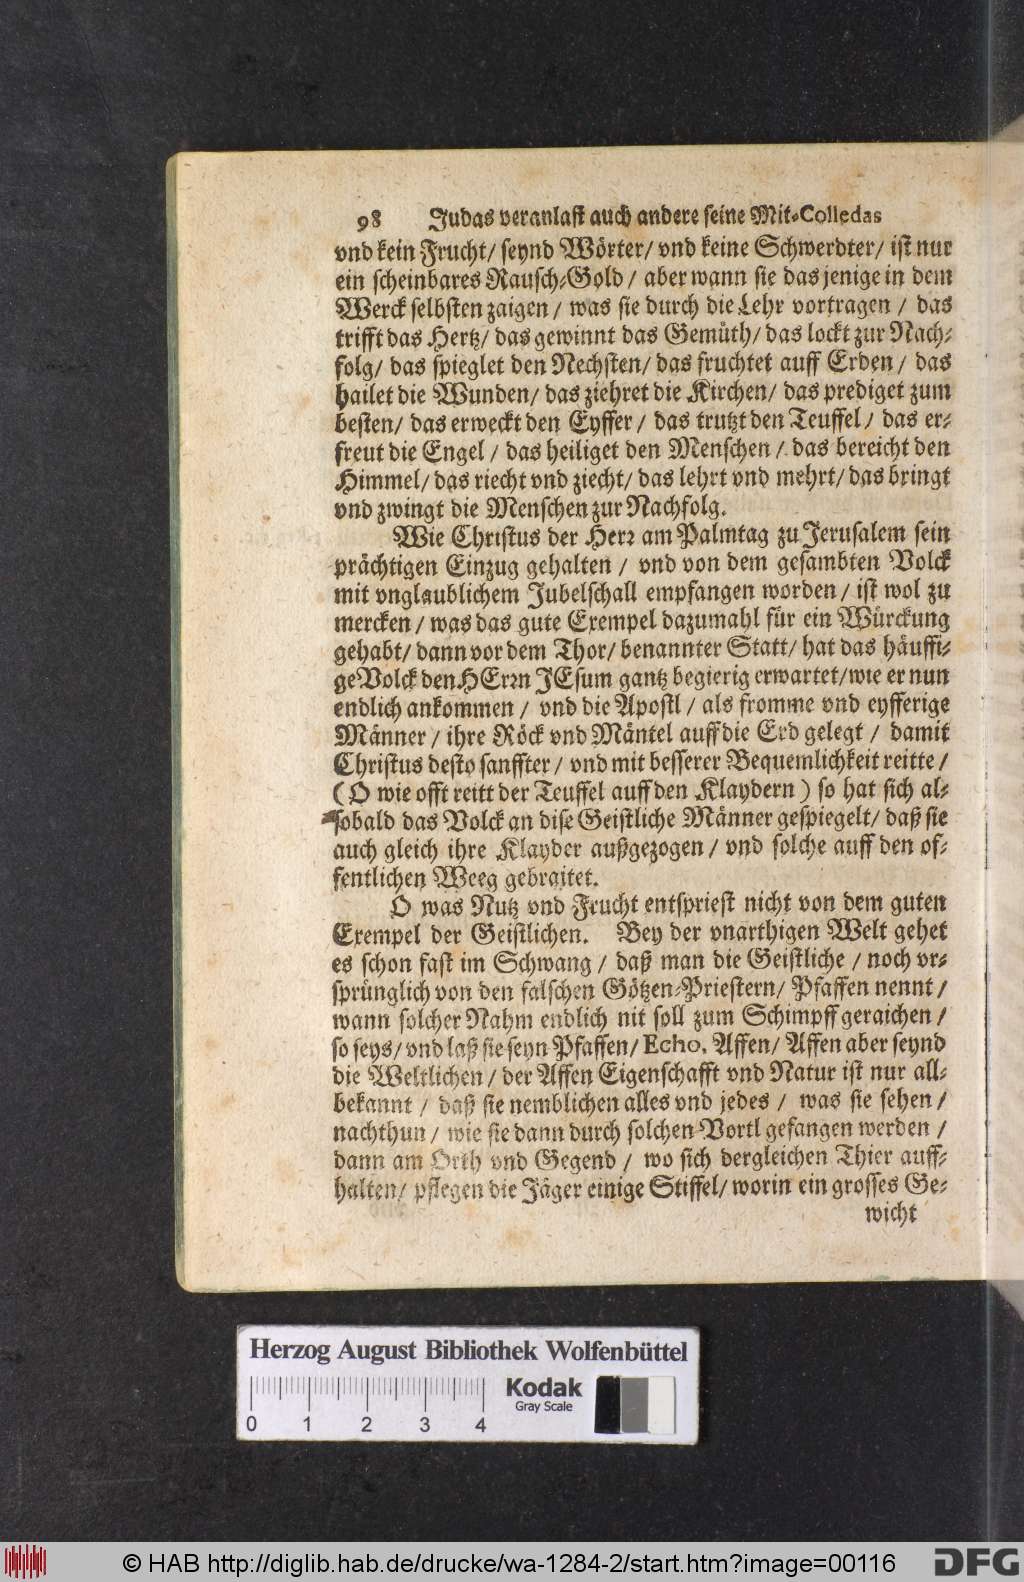 98 Judas veranlast auch andere seine Mit-Collegas
vnd kein Frucht/ seynd Wörter/ vnd keine Schwerdter/ ist nur
ein scheinbares Rausch-Gold / aber wann sie das jenige in dem
Werck selbsten zaigen / was sie durch die Lehr vortragen / das
trifft das Hertz/ das gewinnt das Gemüth/ das lockt zur Nach-
folg/ das spieglet den Nechsten/ das fruchtet auff Erden / das
hailet die Wunden/ das ziehret die Kirchen/ das prediget zum
besten/ das erweckt den Eyffer / das trutzt den Teuffel / das er-
freut die Engel / das heiliget den Menschen / das bereicht den
Himmel/ das riecht vnd ziecht/ das lehrt vnd mehrt/ das bringt
vnd zwingt die Menschen zur Nachfolg.
Wie Christus der Herr am Palmtag zu Jerusalem sein
prächtigen Einzug gehalten / vnd von dem gesambten Volck
mit vnglaublichem Jubelschall empfangen worden / ist wol zu
mercken / was das gute Exempel dazumahl für ein Würckung
gehabt/ dann vor dem Thor/ benannter Statt/ hat das häuffi-
ge Volck den HErrn JEsum gantz begierig erwartet/ wie er nun
endlich ankommen / vnd die Apostl / als fromme vnd eyfferige
Männer / ihre Röck vnd Mäntel auff die Erd gelegt / damit
Christus desto sanffter / vnd mit besserer Bequemlichkeit reitte /
( O wie offt reitt der Teuffel auff den Klaydern ) so hat sich al-
sobald das Volck an dise Geistliche Männer gespiegelt/ daß sie
auch gleich ihre Klayder außgezogen / vnd solche auff den of-
fentlichen Weeg gebraitet.
O was Nutz vnd Frucht entspriest nicht von dem guten
Exempel der Geistlichen. Bey der vnarthigen Welt gehet
es schon fast im Schwang / daß man die Geistliche / noch vr-
sprünglich von den falschen Götzen-Priestern/ Pfaffen nennt /
wann solcher Nahm endlich nit soll zum Schimpff geraichen /
so seys/ vnd laß sie seyn Pfaffen/ Echo. Affen/ Affen aber seynd
die Weltlichen / der Affen Eigenschafft vnd Natur ist nur all-
bekannt / daß sie nemblichen alles vnd jedes / was sie sehen /
nachthun / wie sie dann durch solchen Vortl gefangen werden /
dann am Orth vnd Gegend / wo sich dergleichen Thier auff-
halten/ pflegen die Jäger einige Stiffel/ worin ein grosses Ge-
wicht
Herzog August Bibliothek Wolfenbüttel
0 1 2 3 4
Kodak
Gray Scale
© HAB http://diglib.hab.de/drucke/wa-1284-2/start.htm?image=00116
DFG